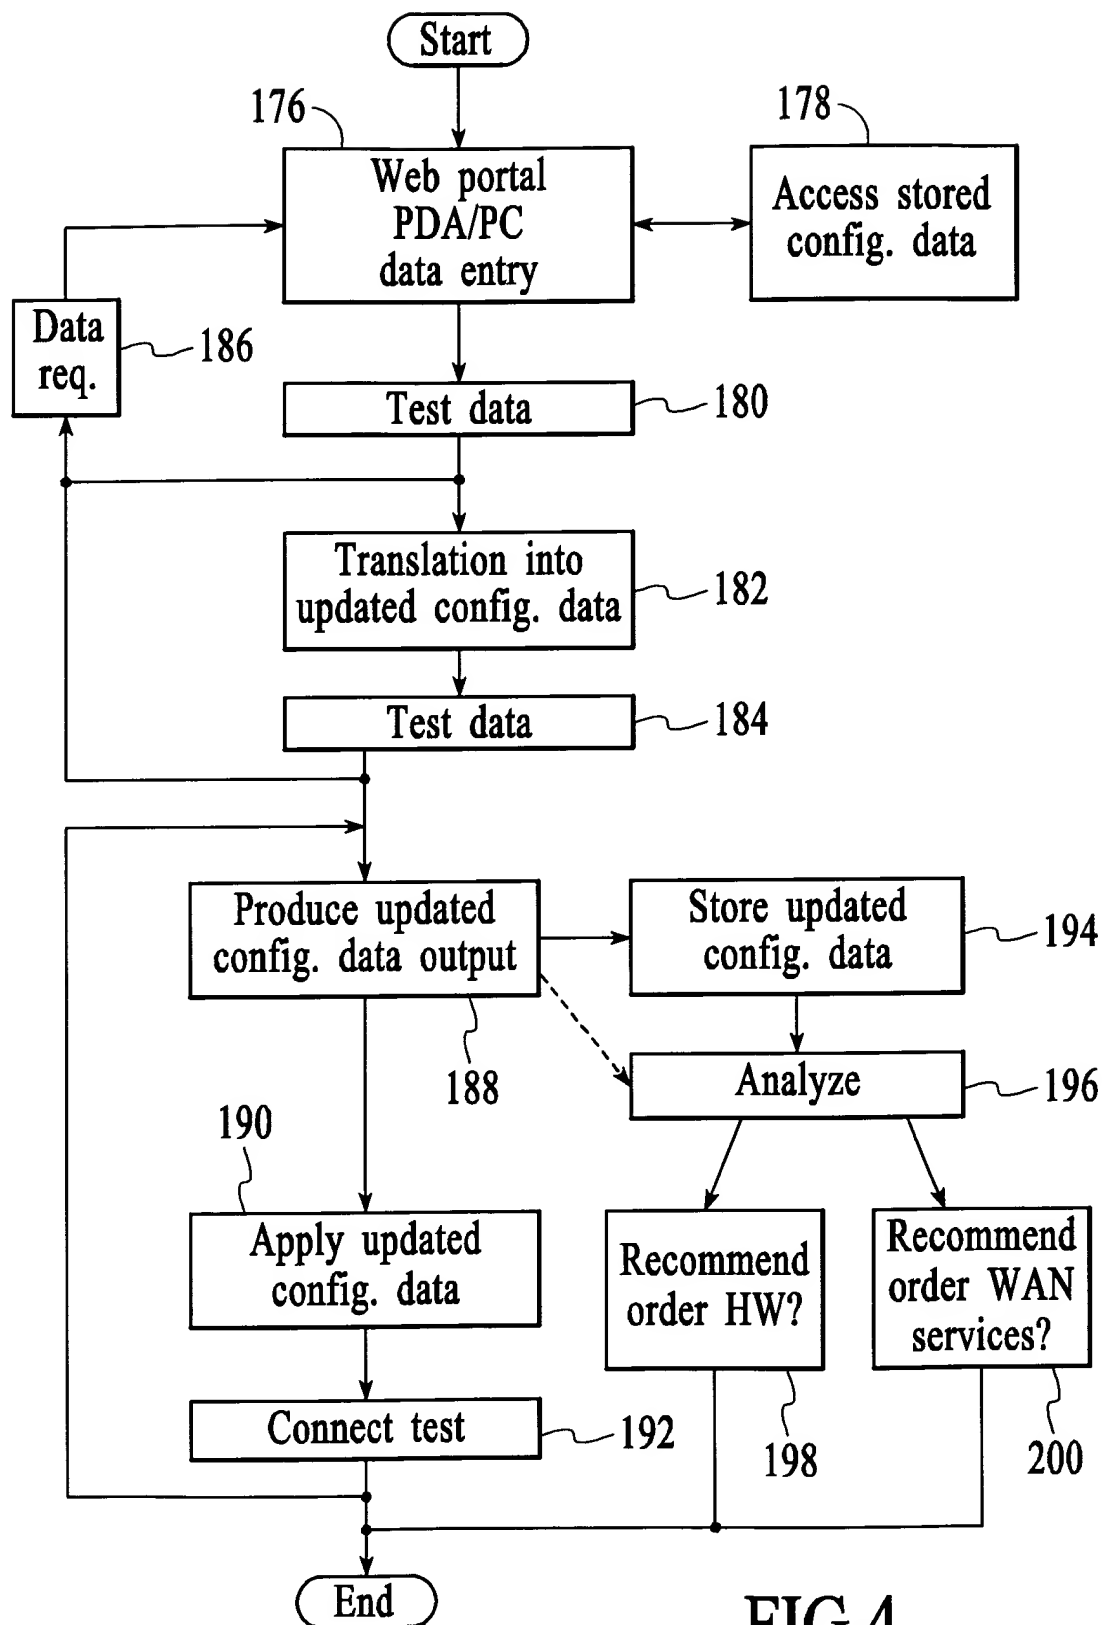 Start
176
178
Web portal
PDA/PC
data entry
Access stored
config. data
Data
req.
186
Test data
180
Translation into
updated config. data
182
Test data
184
Produce updated
config. data output
188
Store updated
config. data
194
Analyze
196
190
Apply updated
config. data
Recommend
order HW?
198
Recommend
order WAN
services?
200
Connect test
192
End
FIG.4